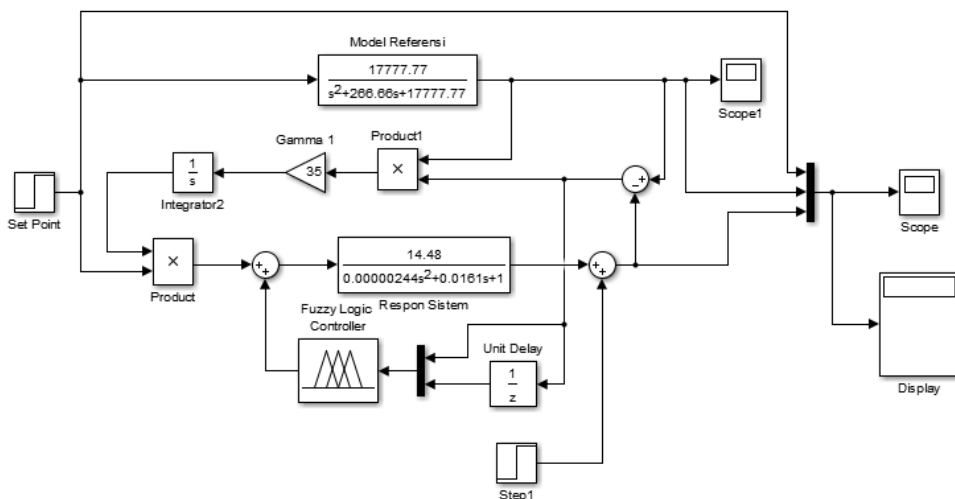 Model Referensi
17777.77
s²+266.66s+17777.77
Scope1
Gamma 1
Product1
1
s
35
×
Integrator2
− +
Set Point
Scope
×
Product
+
+
14.48
0.00000244s²+0.0161s+1
Respon Sistem
+
+
Fuzzy Logic
Controller
Unit Delay
1
z
Display
Step1